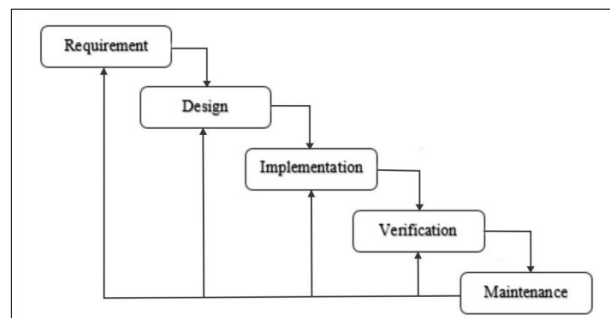 Requirement
Design
Implementation
Verification
Maintenance